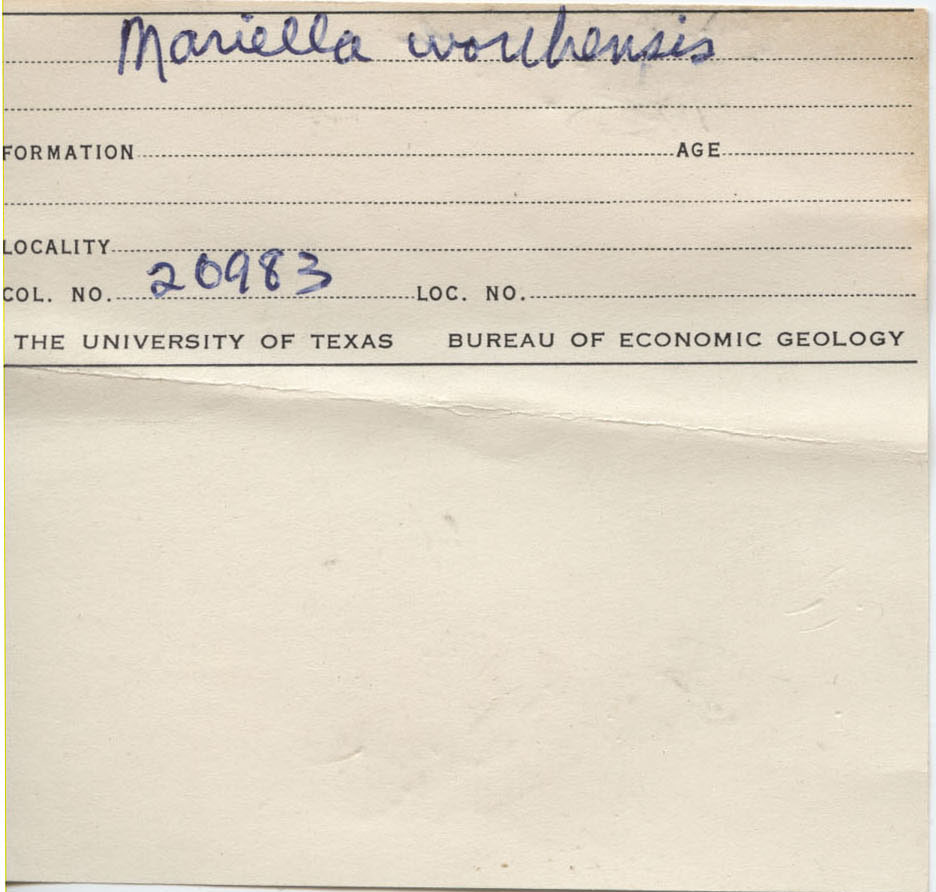 Mariella worthensis
FORMATION AGE
LOCALITY
COL. NO. 20983 LOC. NO.
THE UNIVERSITY OF TEXAS BUREAU OF ECONOMIC GEOLOGY